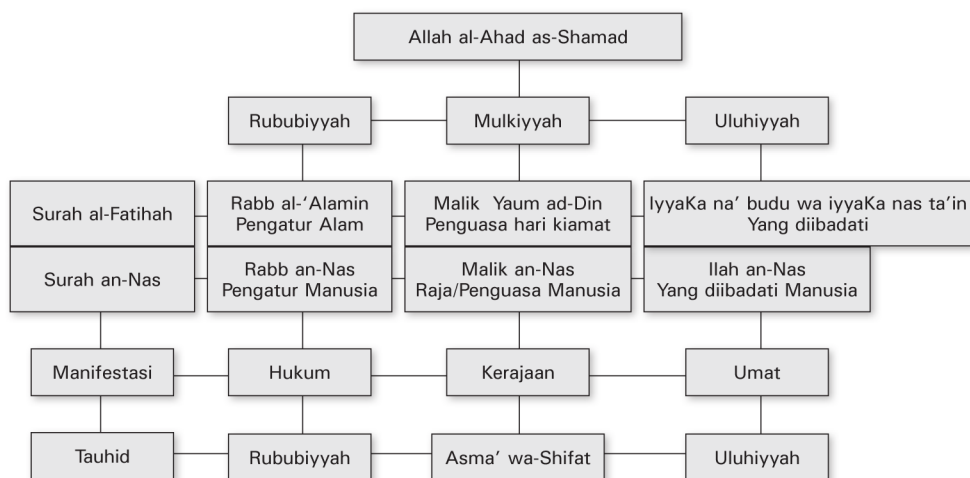 Allah al-Ahad as-Shamad
Rububiyyah
Mulkiyyah
Uluhiyyah
Surah al-Fatihah
Rabb al-‘Alamin
Pengatur Alam
Malik Yaum ad-Din
Penguasa hari kiamat
IyyaKa na’ budu wa iyyaKa nas ta’in
Yang diibadati
Surah an-Nas
Rabb an-Nas
Pengatur Manusia
Malik an-Nas
Raja/Penguasa Manusia
Ilah an-Nas
Yang diibadati Manusia
Manifestasi
Hukum
Kerajaan
Umat
Tauhid
Rububiyyah
Asma’ wa-Shifat
Uluhiyyah